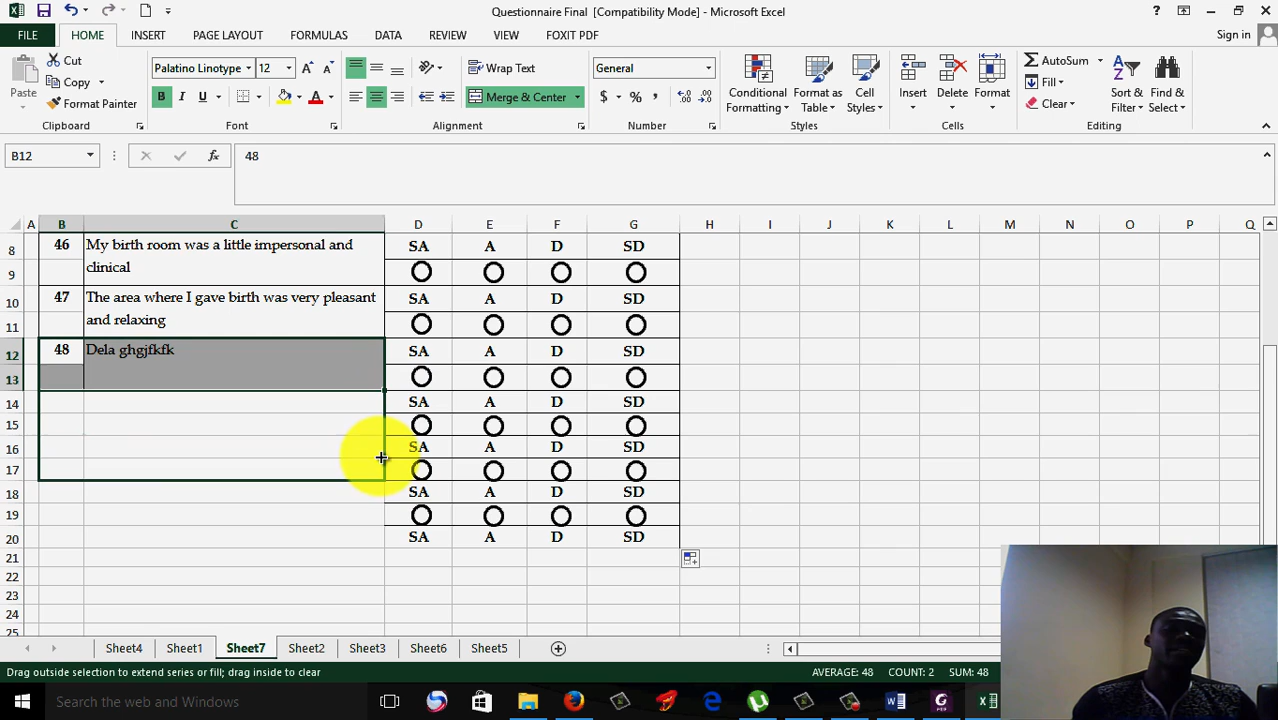 Questionnaire Final [Compatibility Mode] - Microsoft Excel
FILE HOME INSERT PAGE LAYOUT FORMULAS DATA REVIEW VIEW FOXIT PDF Sign in
Paste
Cut
Copy
Format Painter
Palatino Linotype 12
B I U A
Wrap Text
Merge & Center
General
$ % ,
Conditional Formatting
Format as Table
Cell Styles
Insert
Delete
Format
AutoSum
Fill
Clear
Sort & Filter
Find & Select
Clipboard Font Alignment Number Styles Cells Editing
B12 fx 48
A B C D E F G H I J K L M N O P Q
8 46 My birth room was a little impersonal and SA A D SD
9 clinical
10 47 The area where I gave birth was very pleasant SA A D SD
11 and relaxing
12 48 Dela ghgjfkfk SA A D SD
13
14 SA A D SD
15
16 SA A D SD
17
18 SA A D SD
19
20 SA A D SD
21
22
23
24
25
Sheet4 Sheet1 Sheet7 Sheet2 Sheet3 Sheet6 Sheet5
Drag outside selection to extend series or fill; drag inside to clear AVERAGE: 48 COUNT: 2 SUM: 48
Search the web and Windows